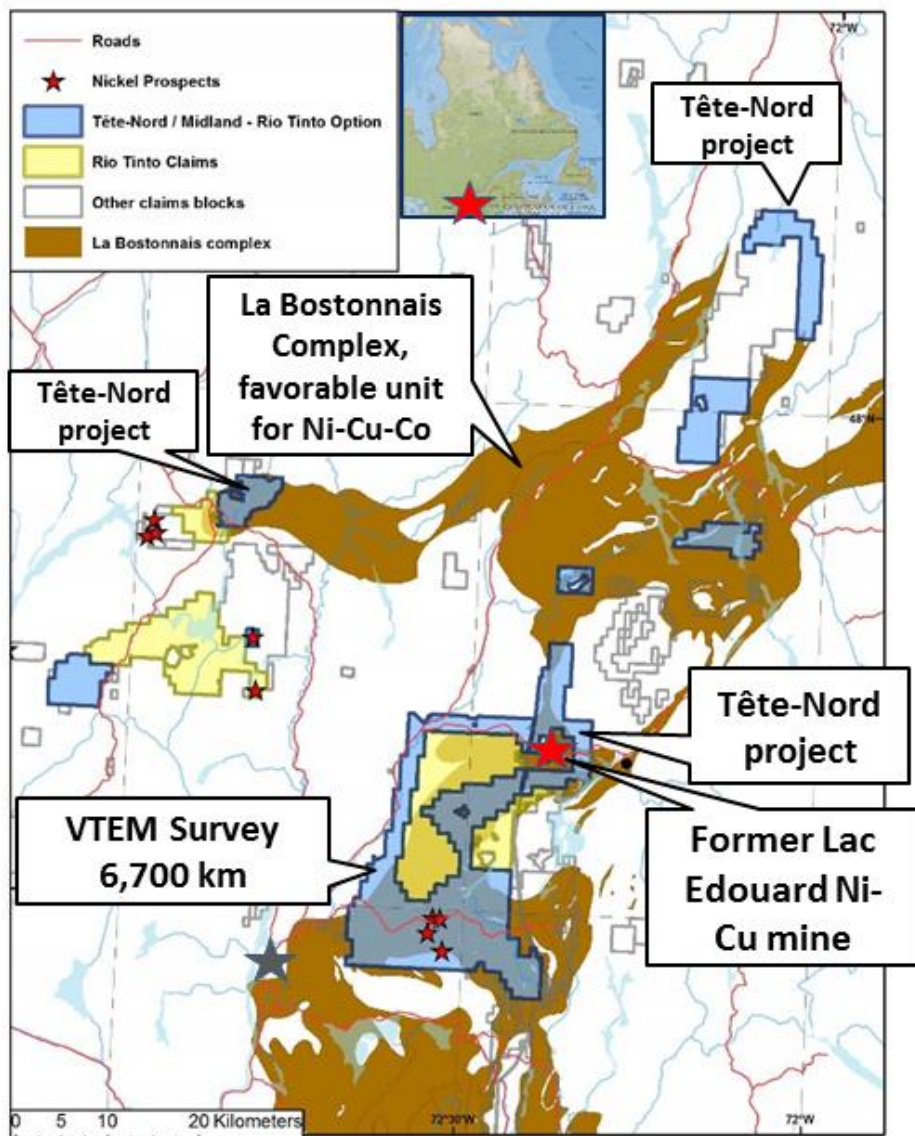 Roads
Nickel Prospects
Tête-Nord / Midland - Rio Tinto Option
Rio Tinto Claims
Other claims blocks
La Bostonnais complex
72°W
Tête-Nord
project
La Bostonnais
Complex,
favorable unit
for Ni-Cu-Co
Tête-Nord
project
48°N
Tête-Nord
project
VTEM Survey
6,700 km
Former Lac
Edouard Ni-
Cu mine
0 5 10 20 Kilometers
72°30'W
72°W